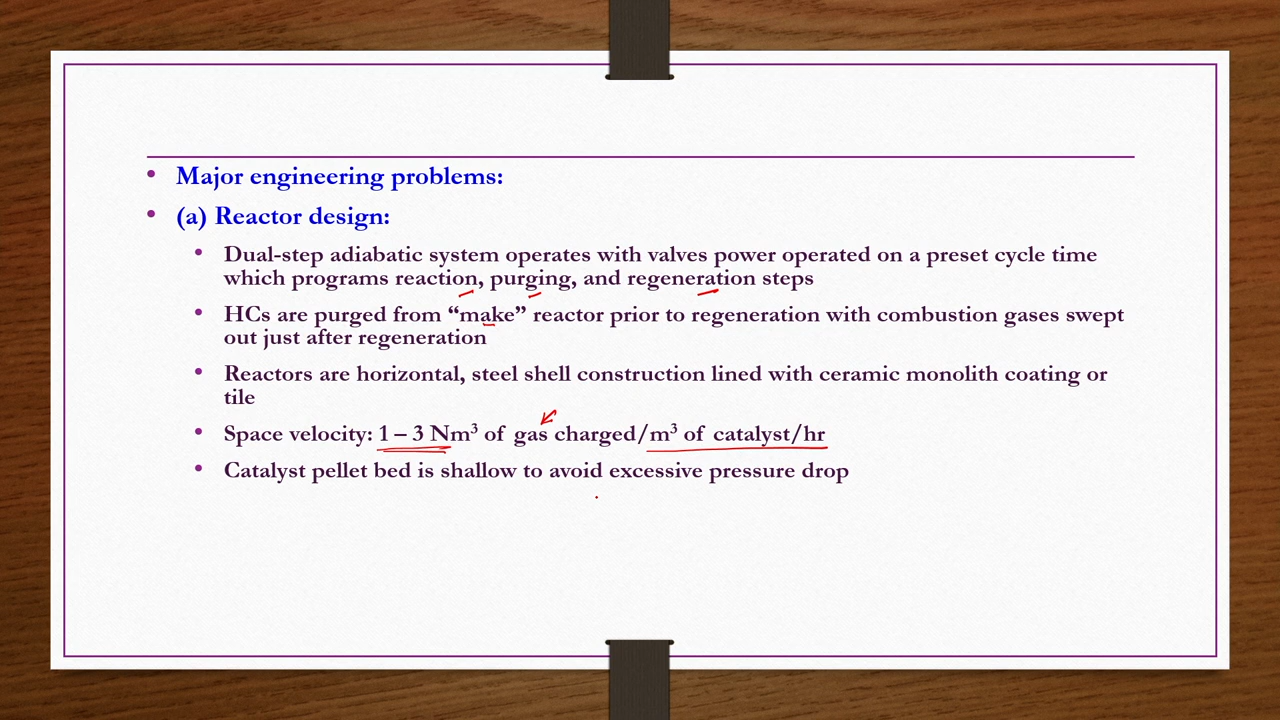 • Major engineering problems:
• (a) Reactor design:
• Dual-step adiabatic system operates with valves power operated on a preset cycle time
which programs reaction, purging, and regeneration steps
• HCs are purged from “make” reactor prior to regeneration with combustion gases swept
out just after regeneration
• Reactors are horizontal, steel shell construction lined with ceramic monolith coating or
tile
• Space velocity: 1 – 3 Nm³ of gas charged/m³ of catalyst/hr
• Catalyst pellet bed is shallow to avoid excessive pressure drop